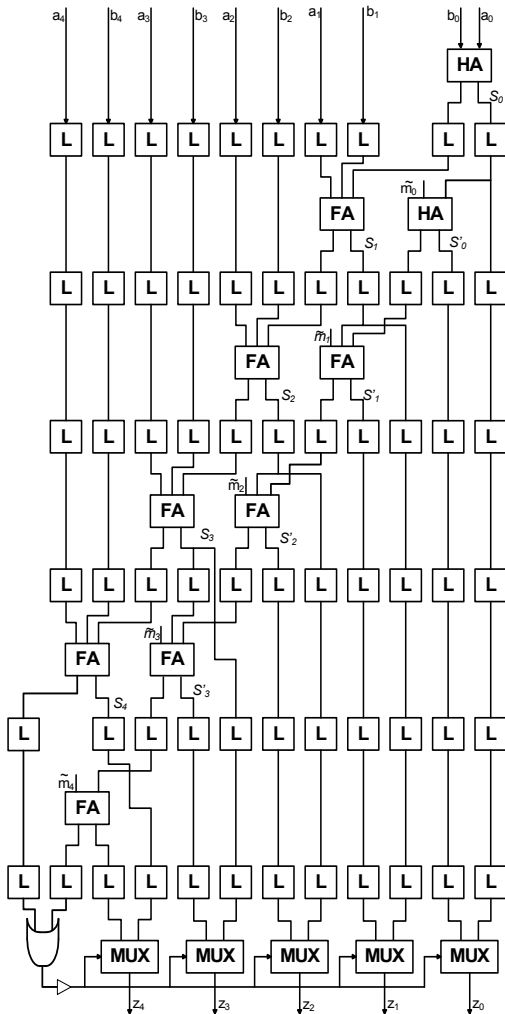 a₄ b₄ a₃ b₃ a₂ b₂ a₁ b₁ b₀ a₀
HA
S₀
L L L L L L L L L L
m̃₀
FA HA
S₁ S'₀
L L L L L L L L L L L
m̃₁
FA FA
S₂ S'₁
L L L L L L L L L L L
m̃₂
FA FA
S₃ S'₂
L L L L L L L L L L L
m̃₃
FA FA
S₄ S'₃
L L L L L L L L L L L
m̃₄
FA
L L L L L L L L L L L L
MUX MUX MUX MUX MUX
z₄ z₃ z₂ z₁ z₀